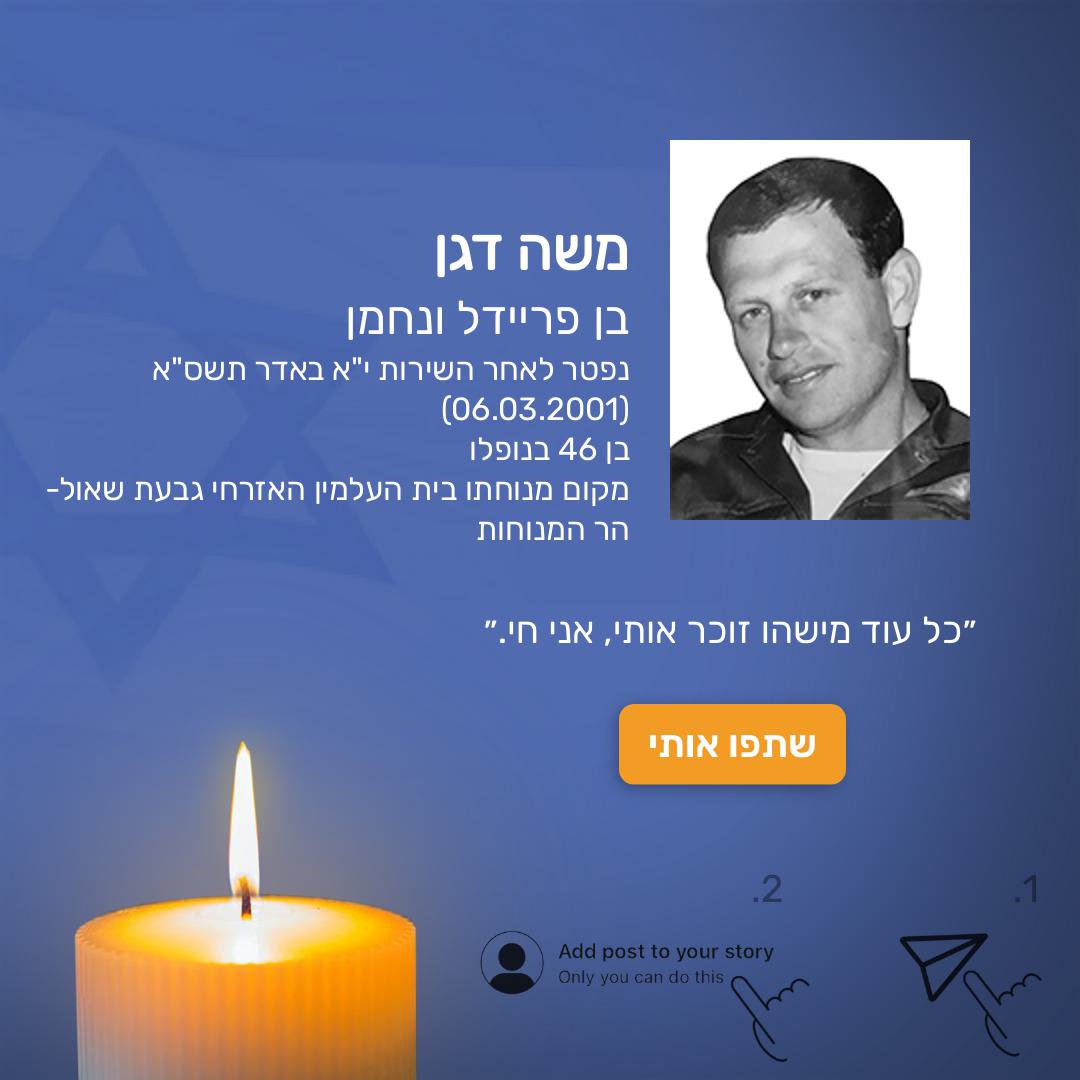 משה דגן
בן פריידל ונחמן
נפטר לאחר השירות י"א באדר תשס"א
(06.03.2001)
בן 46 בנופלו
מקום מנוחתו בית העלמין האזרחי גבעת שאול-
הר המנוחות
״כל עוד מישהו זוכר אותי, אני חי.״
שתפו אותי
1.
2.
Add post to your story
Only you can do this